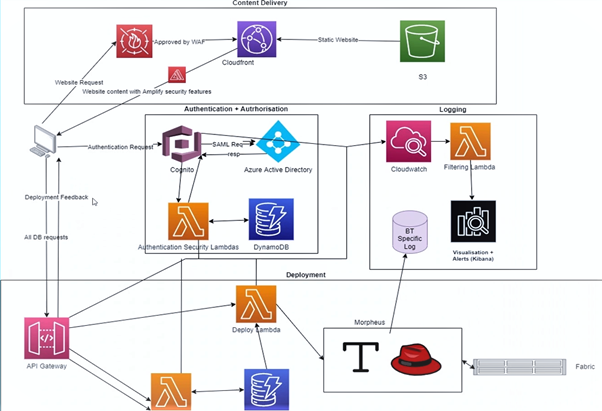 Content Delivery
Approved by WAF
Cloudfront
Static Website
S3
Website Request
Website content with Amplify security features
Authentication + Autrhorisation
Logging
Authentication Request
Cognito
SAML Req
resp
Azure Active Directory
Cloudwatch
Filtering Lambda
Deployment Feedback
All DB requests
Authentication Security Lambdas
DynamoDB
BT
Specific
Log
Visualisation +
Alerts (Kibana)
Deployment
API Gateway
Deploy Lambda
Morpheus
T
Fabric